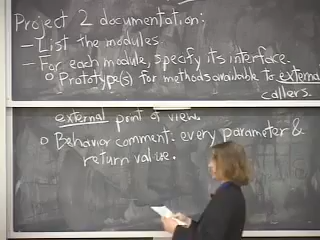 Project 2 documentation:
- List the modules.
- For each module, specify its interface.
o Prototype(s) for methods available to external
callers.
external point of view.
o Behavior comment: every parameter &
return value.